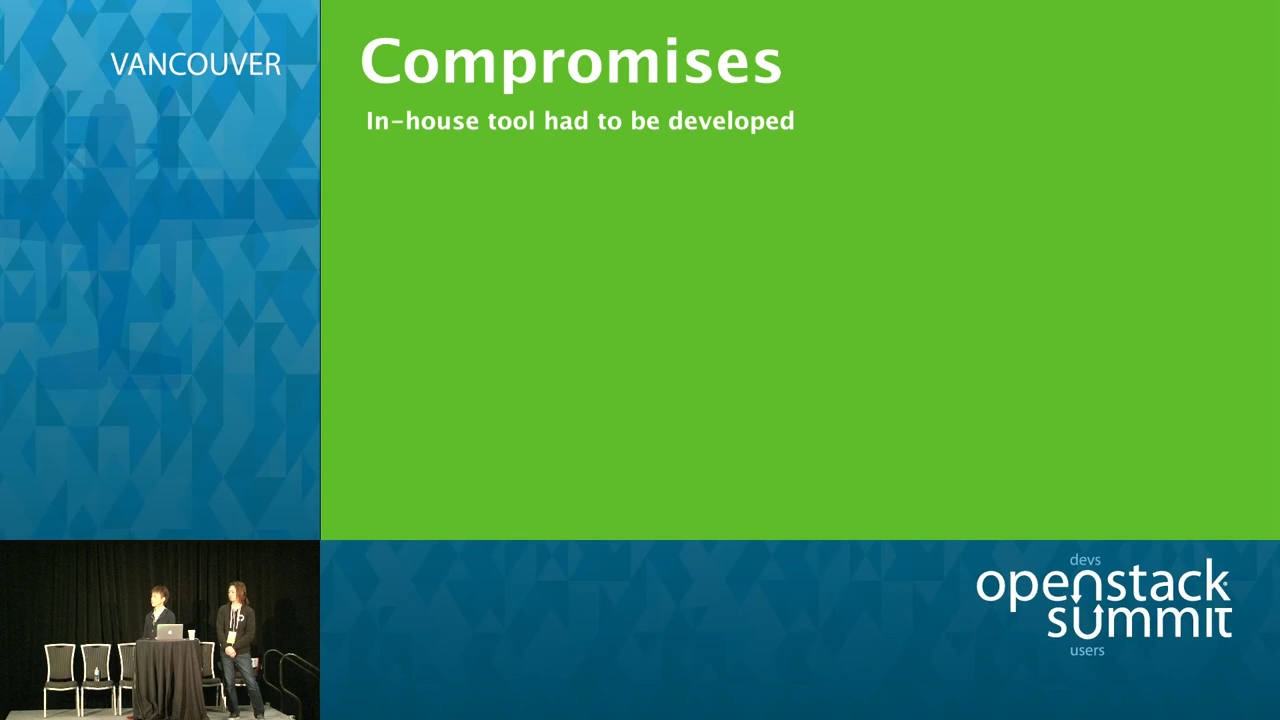 VANCOUVER
Compromises
In-house tool had to be developed
devs
openstack
summit
users